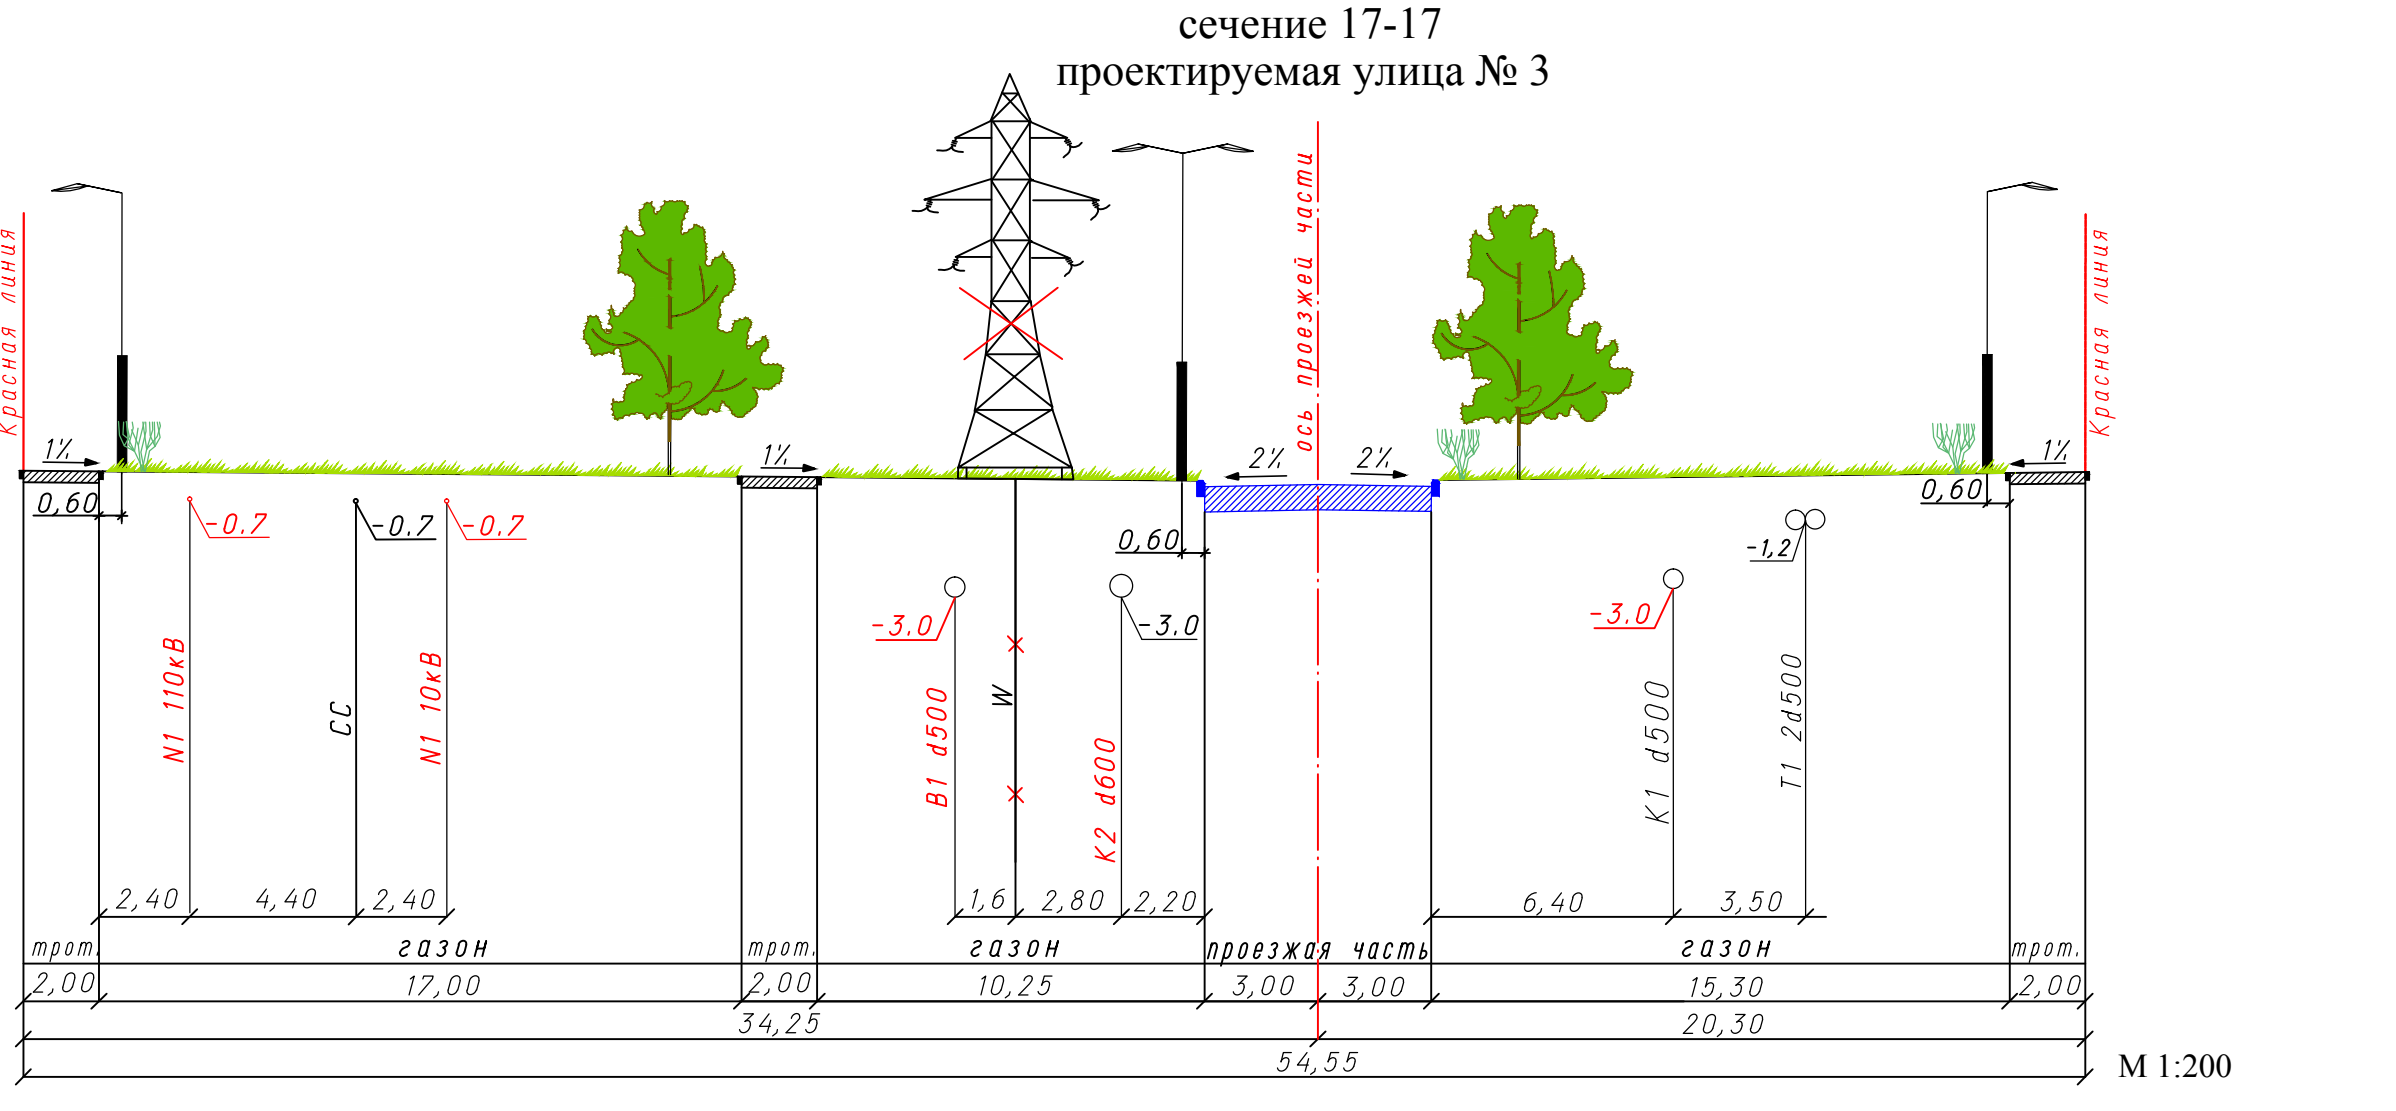 сечение 17-17
проектируемая улица № 3
Красная линия
ось проезжей части
Красная линия
1% 1% 2% 2% 1%
0,60 0,60 0,60
-0.7 -0.7 -0.7
-3.0 -3.0 -3.0 -1,2
N1 110кВ
СС
N1 10кВ
В1 d500
W
К2 d600
К1 d500
Т1 2d500
2,40 4,40 2,40 1,6 2,80 2,20 6,40 3,50
трот. газон трот. газон проезжая часть газон трот.
2,00 17,00 2,00 10,25 3,00 3,00 15,30 2,00
34,25 20,30
54,55
М 1:200